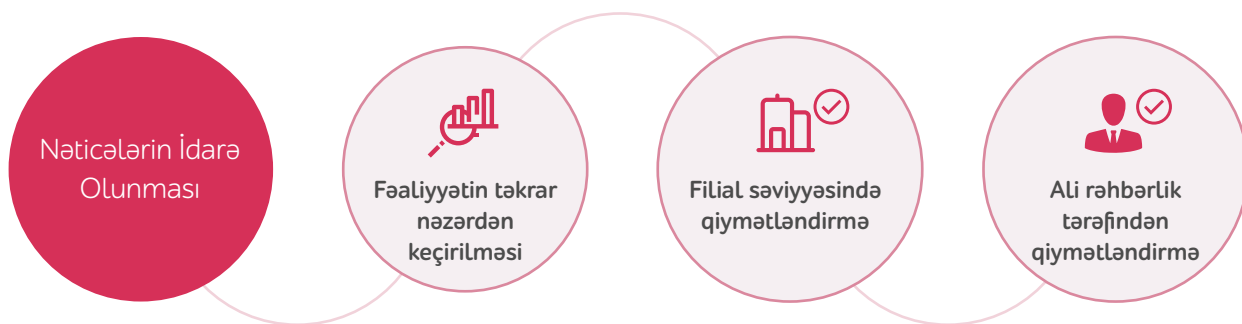 Nəticələrin İdarə
Olunması
Fəaliyyətin təkrar
nəzərdən
keçirilməsi
Filial səviyyəsində
qiymətləndirmə
Ali rəhbərlik
tərəfindən
qiymətləndirmə